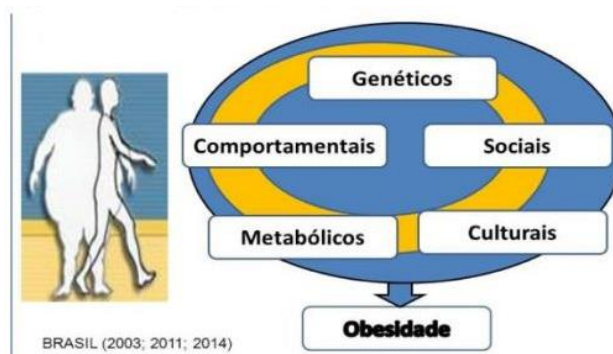 Genéticos
Comportamentais
Sociais
Metabólicos
Culturais
Obesidade
BRASIL (2003; 2011; 2014)